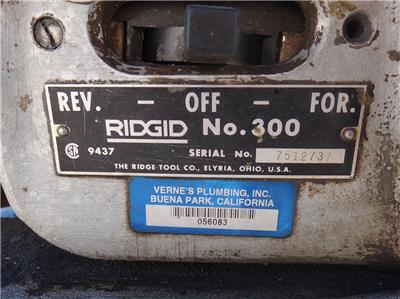 REV. - OFF - FOR.
RIDGID No. 300
SA 9437 SERIAL No. 7512737
THE RIDGE TOOL CO., ELYRIA, OHIO, U.S.A.
VERNE'S PLUMBING, INC.
BUENA PARK, CALIFORNIA
056083